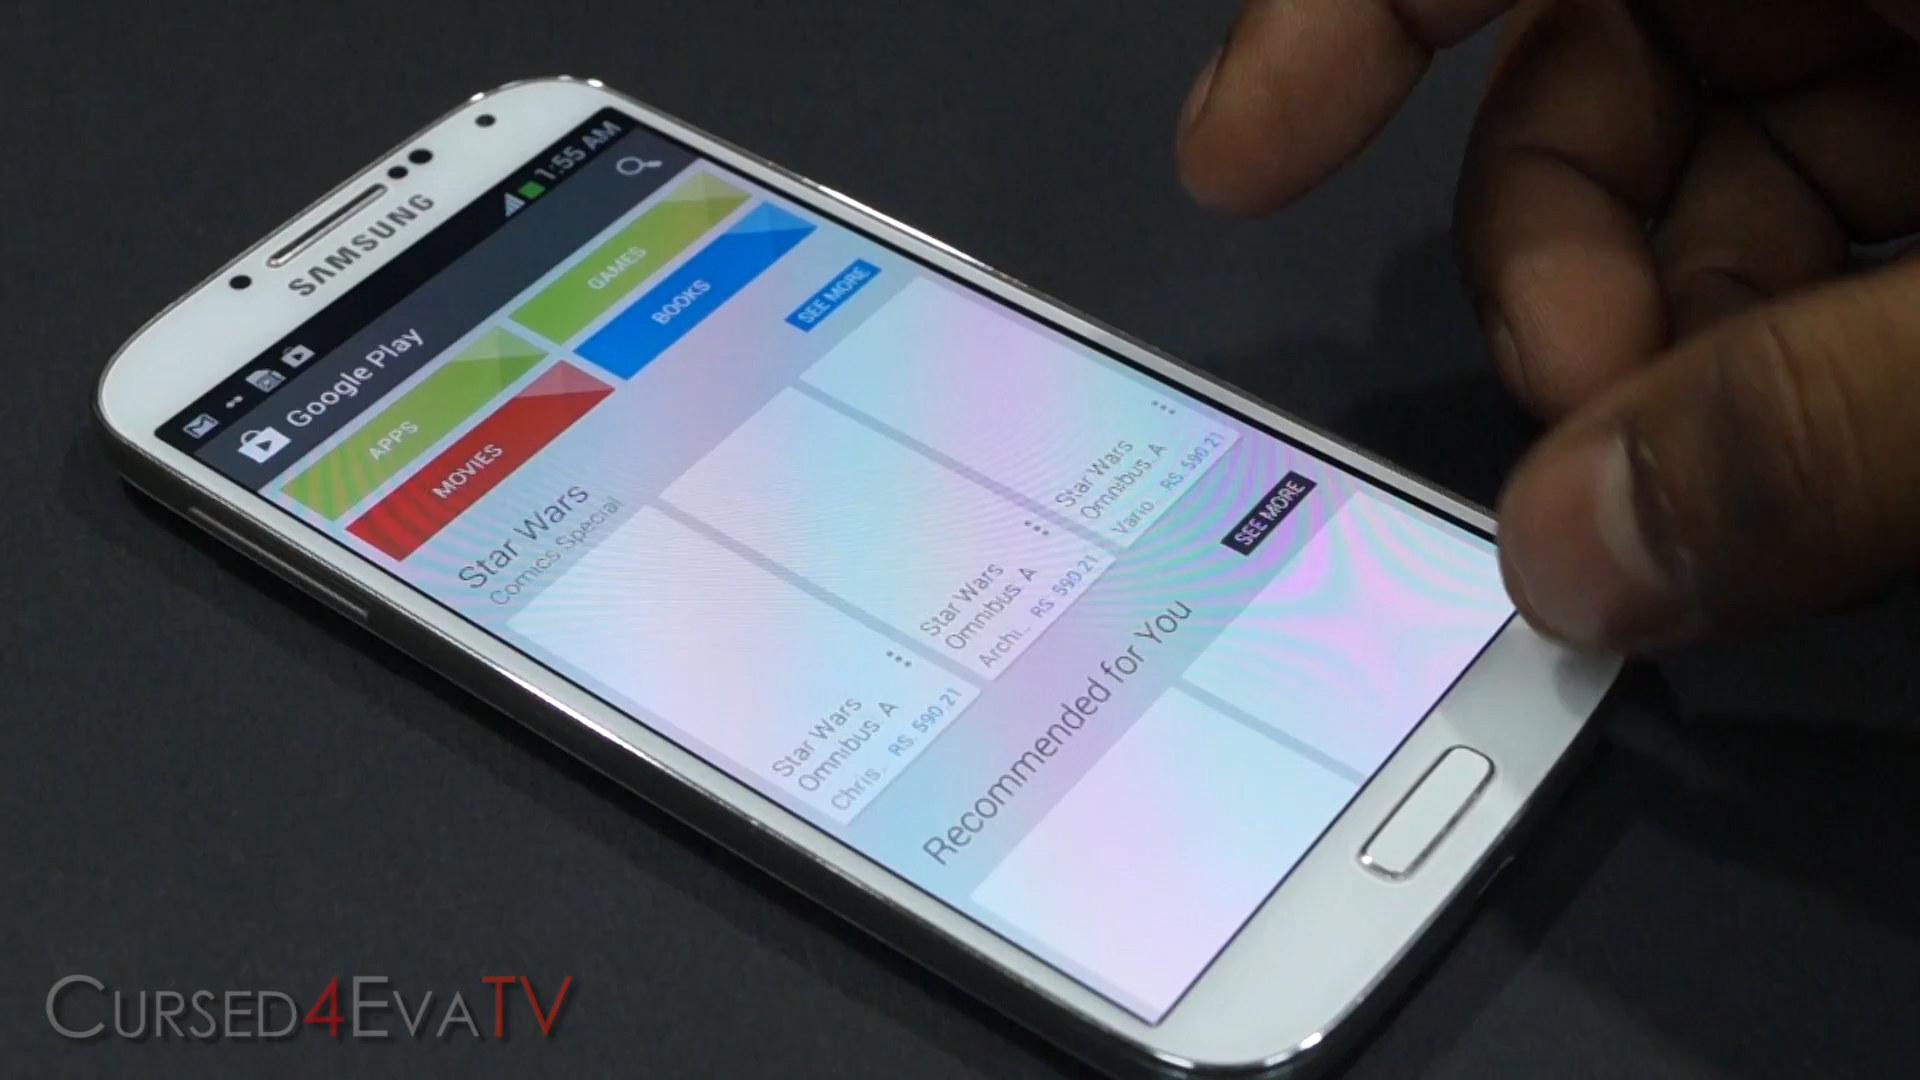 SAMSUNG
1:55 AM
Google Play
APPS
GAMES
MOVIES
BOOKS
Star Wars
Comics Special
SEE MORE
Star Wars
Omnibus. A
Chris..
RS. 590.21
Star Wars
Omnibus. A
Archi..
RS. 590.21
Star Wars
Omnibus. A
Vario..
RS. 590.21
Recommended for You
SEE MORE
CURSED4EVATV